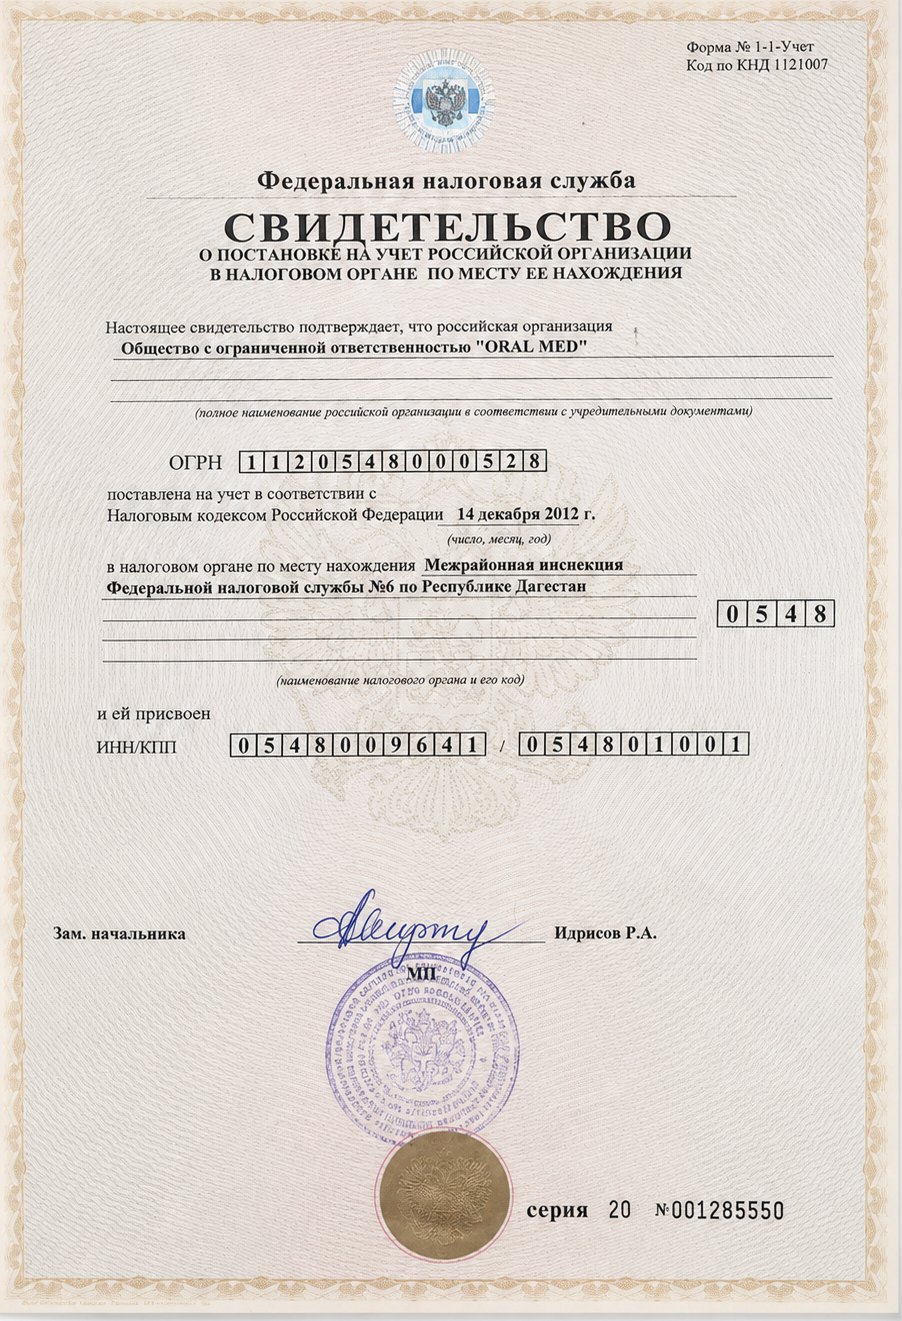 Форма № 1-1-Учет
Код по КНД 1121007
Федеральная налоговая служба
СВИДЕТЕЛЬСТВО
О ПОСТАНОВКЕ НА УЧЕТ РОССИЙСКОЙ ОРГАНИЗАЦИИ
В НАЛОГОВОМ ОРГАНЕ ПО МЕСТУ ЕЕ НАХОЖДЕНИЯ
Настоящее свидетельство подтверждает, что российская организация
Общество с ограниченной ответственностью "ORAL MED"
(полное наименование российской организации в соответствии с учредительными документами)
ОГРН 1120548000528
поставлена на учет в соответствии с
Налоговым кодексом Российской Федерации 14 декабря 2012 г.
(число, месяц, год)
в налоговом органе по месту нахождения Межрайонная инснекция
Федеральной налоговой службы №6 по Республике Дагестан
0548
(наименование налогового органа и его код)
и ей присвоен
ИНН/КПП 0548009641 / 054801001
Зам. начальника Идрисов Р.А.
МП
серия 20 №001285550